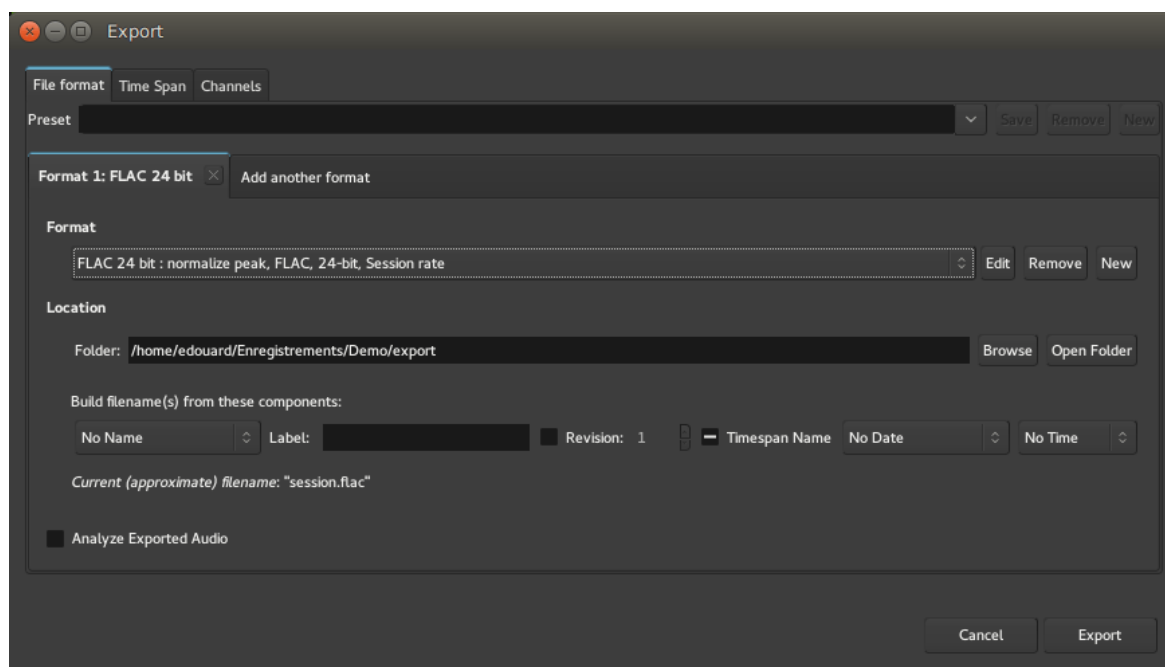 Export
File format Time Span Channels
Preset Save Remove New
Format 1: FLAC 24 bit Add another format
Format
FLAC 24 bit : normalize peak, FLAC, 24-bit, Session rate Edit Remove New
Location
Folder: /home/edouard/Enregistrements/Demo/export Browse Open Folder
Build filename(s) from these components:
No Name Label: Revision: 1 Timespan Name No Date No Time
Current (approximate) filename: "session.flac"
Analyze Exported Audio
Cancel Export